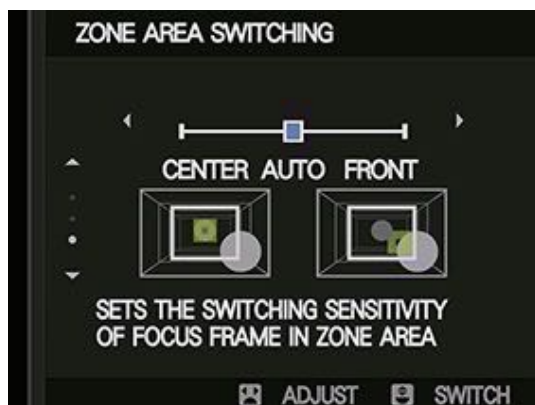 ZONE AREA SWITCHING
CENTER AUTO FRONT
SETS THE SWITCHING SENSITIVITY
OF FOCUS FRAME IN ZONE AREA
ADJUST SWITCH